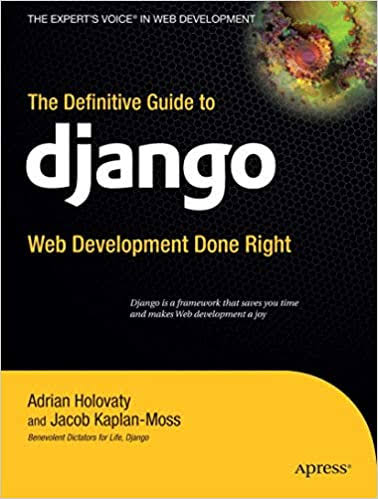 THE EXPERT'S VOICE® IN WEB DEVELOPMENT
The Definitive Guide to
django
Web Development Done Right
Django is a framework that saves you time
and makes Web development a joy
Adrian Holovaty
and Jacob Kaplan-Moss
Benevolent Dictators for Life, Django
Apress®